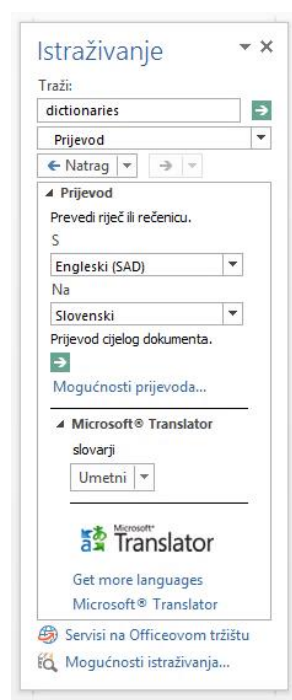 Istraživanje
Traži:
dictionaries
Prijevod
Natrag
Prijevod
Prevedi riječ ili rečenicu.
S
Engleski (SAD)
Na
Slovenski
Prijevod cijelog dokumenta.
Mogućnosti prijevoda...
Microsoft® Translator
slovarji
Umetni
Microsoft®
Translator
Get more languages
Microsoft® Translator
Servisi na Officeovom tržištu
Mogućnosti istraživanja...